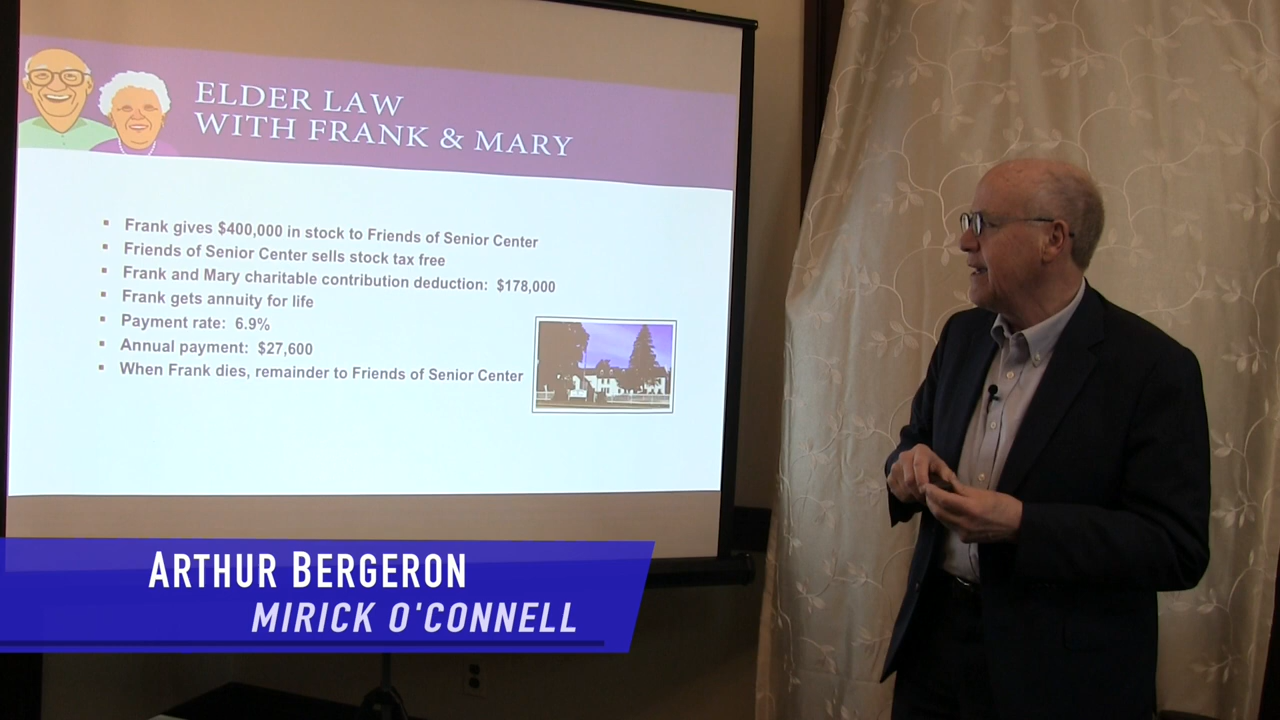 ELDER LAW
WITH FRANK & MARY
▪ Frank gives $400,000 in stock to Friends of Senior Center
▪ Friends of Senior Center sells stock tax free
▪ Frank and Mary charitable contribution deduction: $178,000
▪ Frank gets annuity for life
▪ Payment rate: 6.9%
▪ Annual payment: $27,600
▪ When Frank dies, remainder to Friends of Senior Center
ARTHUR BERGERON
MIRICK O'CONNELL